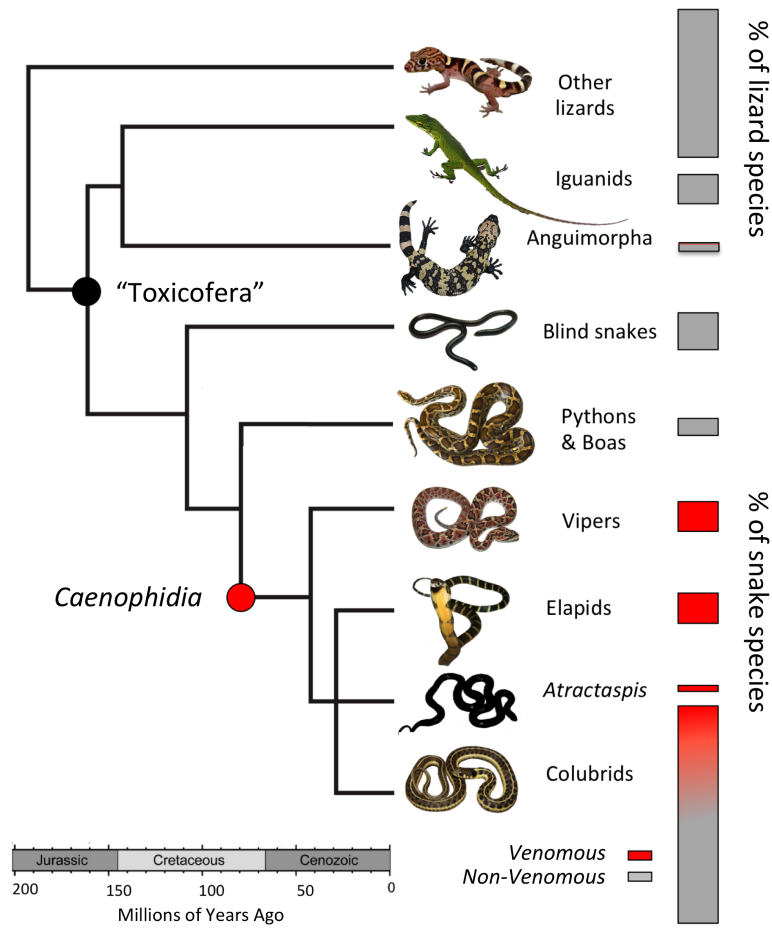 Other
lizards
Iguanids
Anguimorpha
“Toxicofera”
Blind snakes
Pythons
& Boas
Vipers
Caenophidia
Elapids
Atractaspis
Colubrids
% of lizard species
% of snake species
Jurassic
Cretaceous
Cenozoic
200
150
100
50
0
Millions of Years Ago
Venomous
Non-Venomous